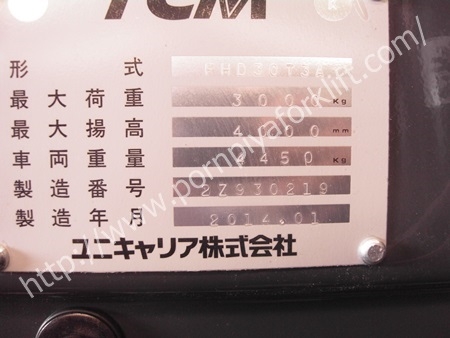 TCM
形式
最大荷重 3000 Kg
最大揚高 4000 mm
車両重量 4450 Kg
製造番号 2Z930219
製造年月 2014.01
ユニキャリア株式会社
http://www.pornpiyaforklift.com/